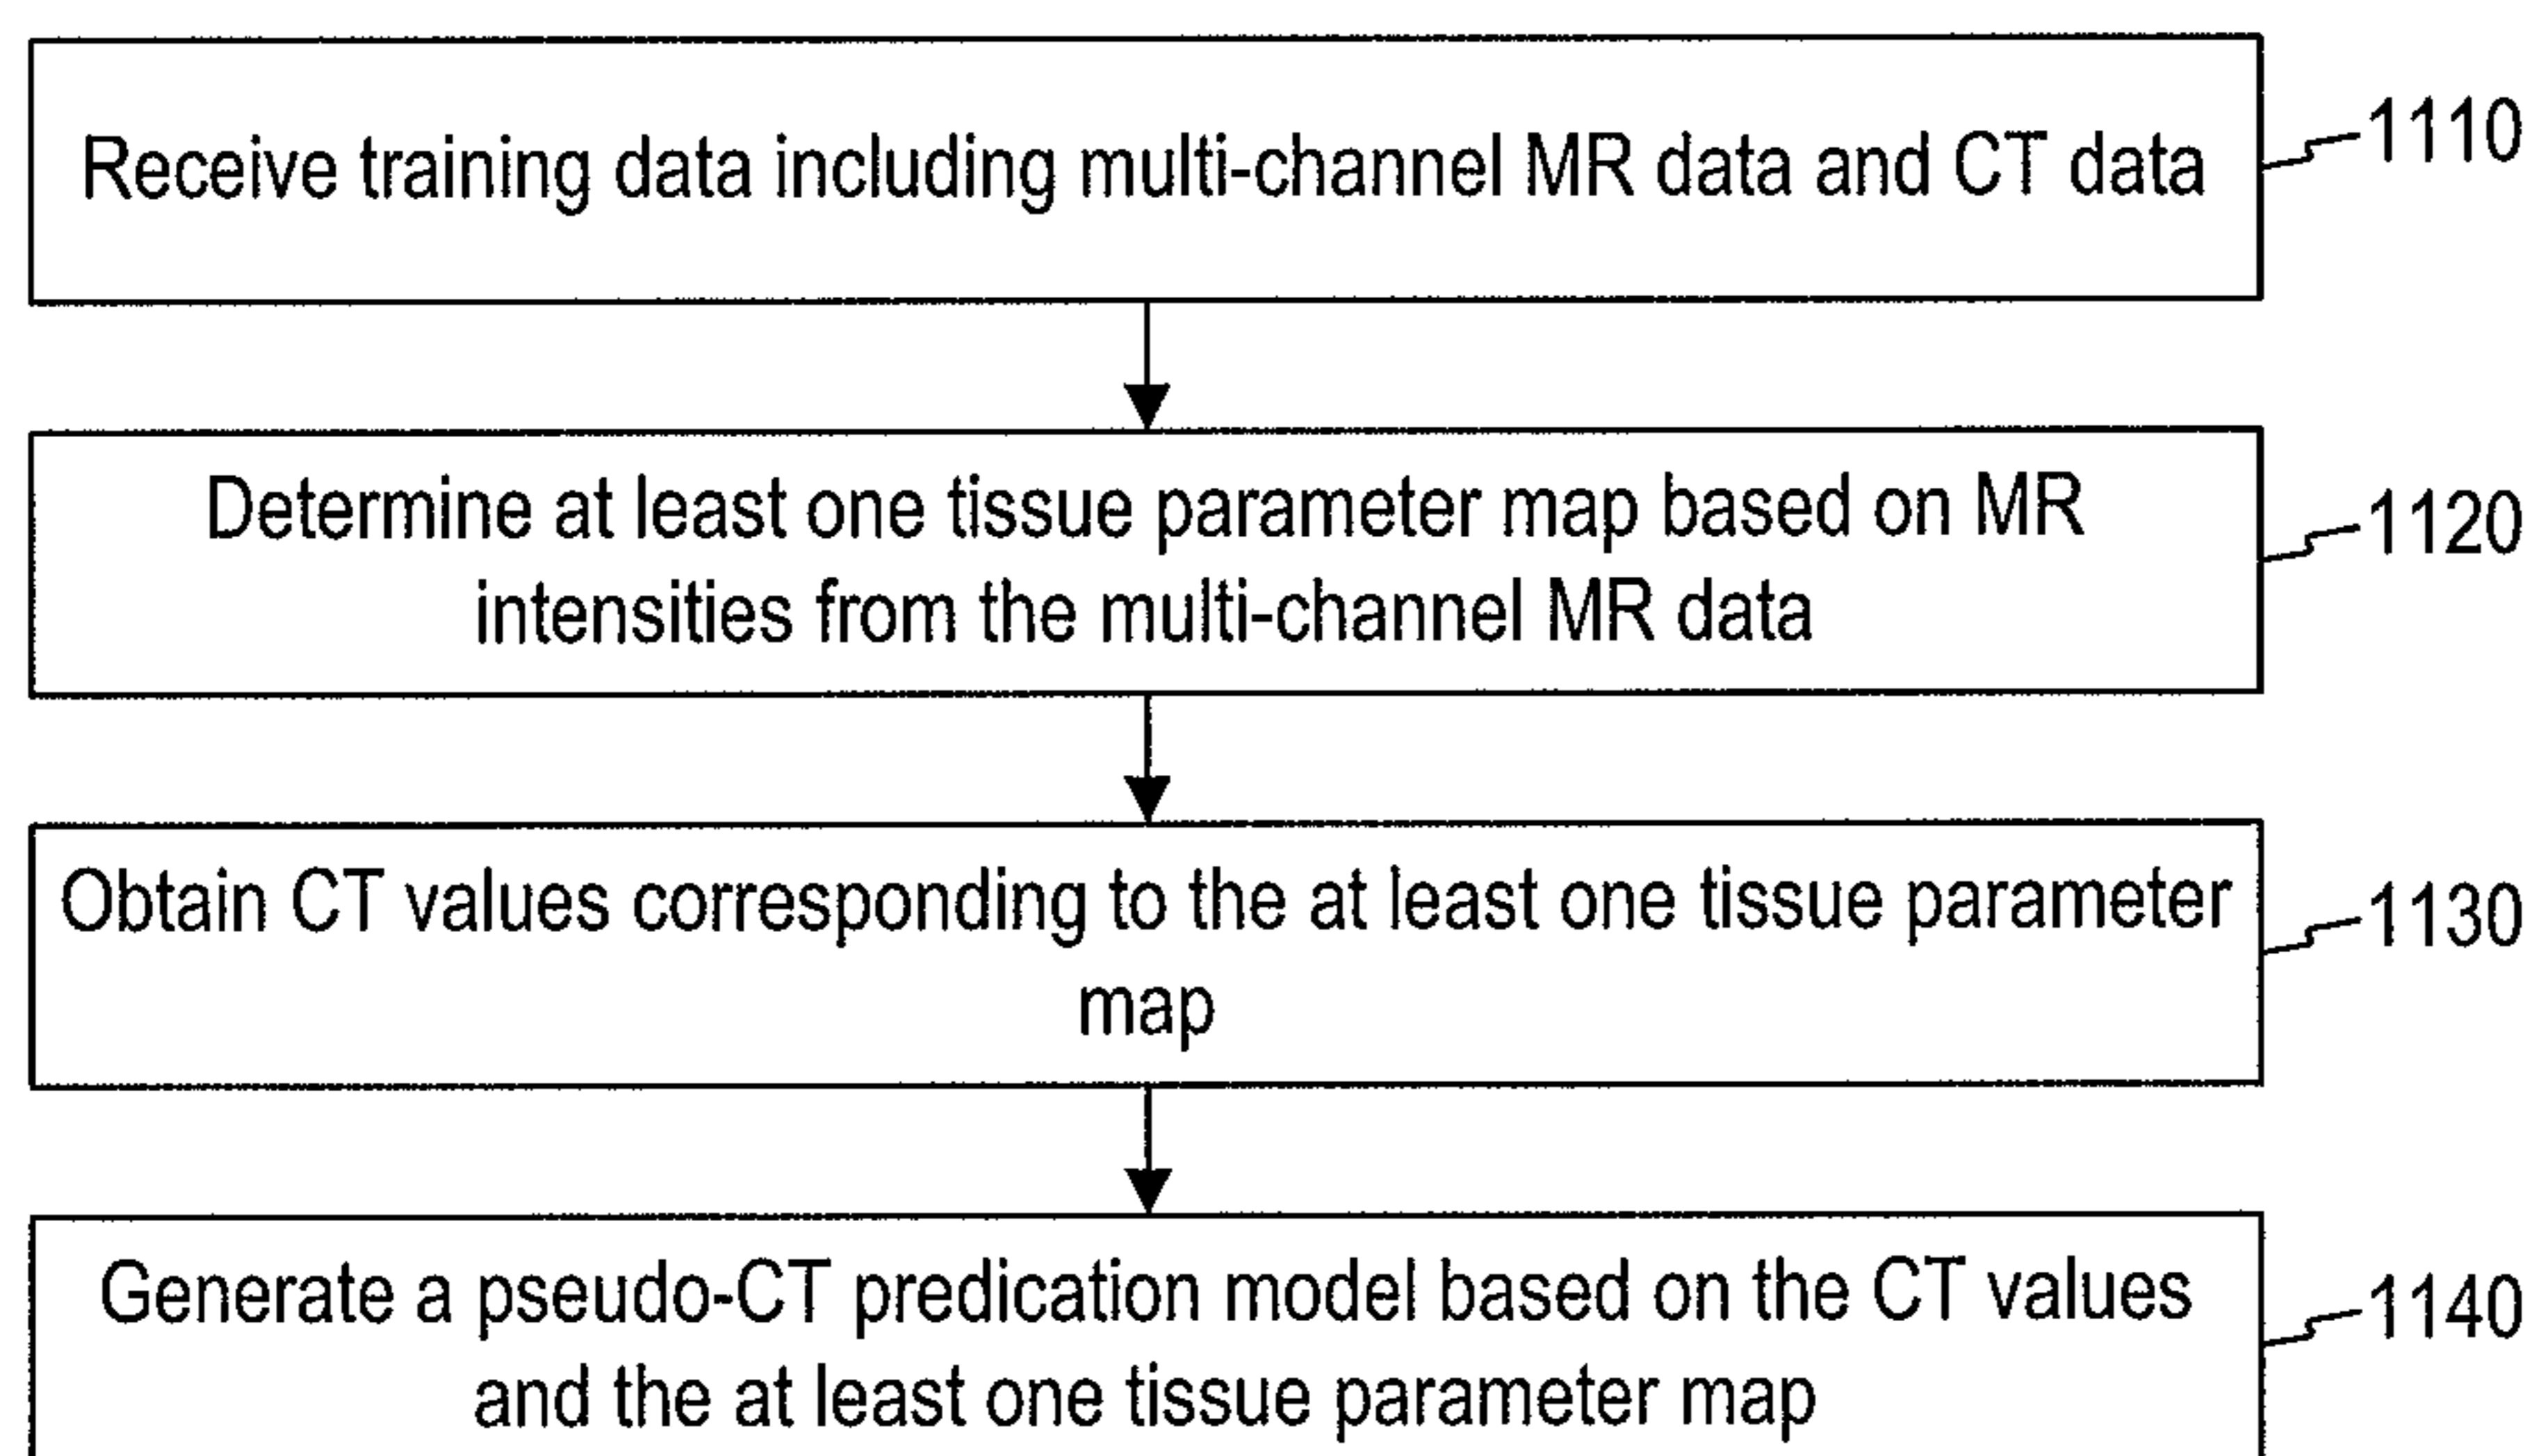 Receive training data including multi-channel MR data and CT data
1110
Determine at least one tissue parameter map based on MR
intensities from the multi-channel MR data
1120
Obtain CT values corresponding to the at least one tissue parameter
map
1130
Generate a pseudo-CT predication model based on the CT values
and the at least one tissue parameter map
1140